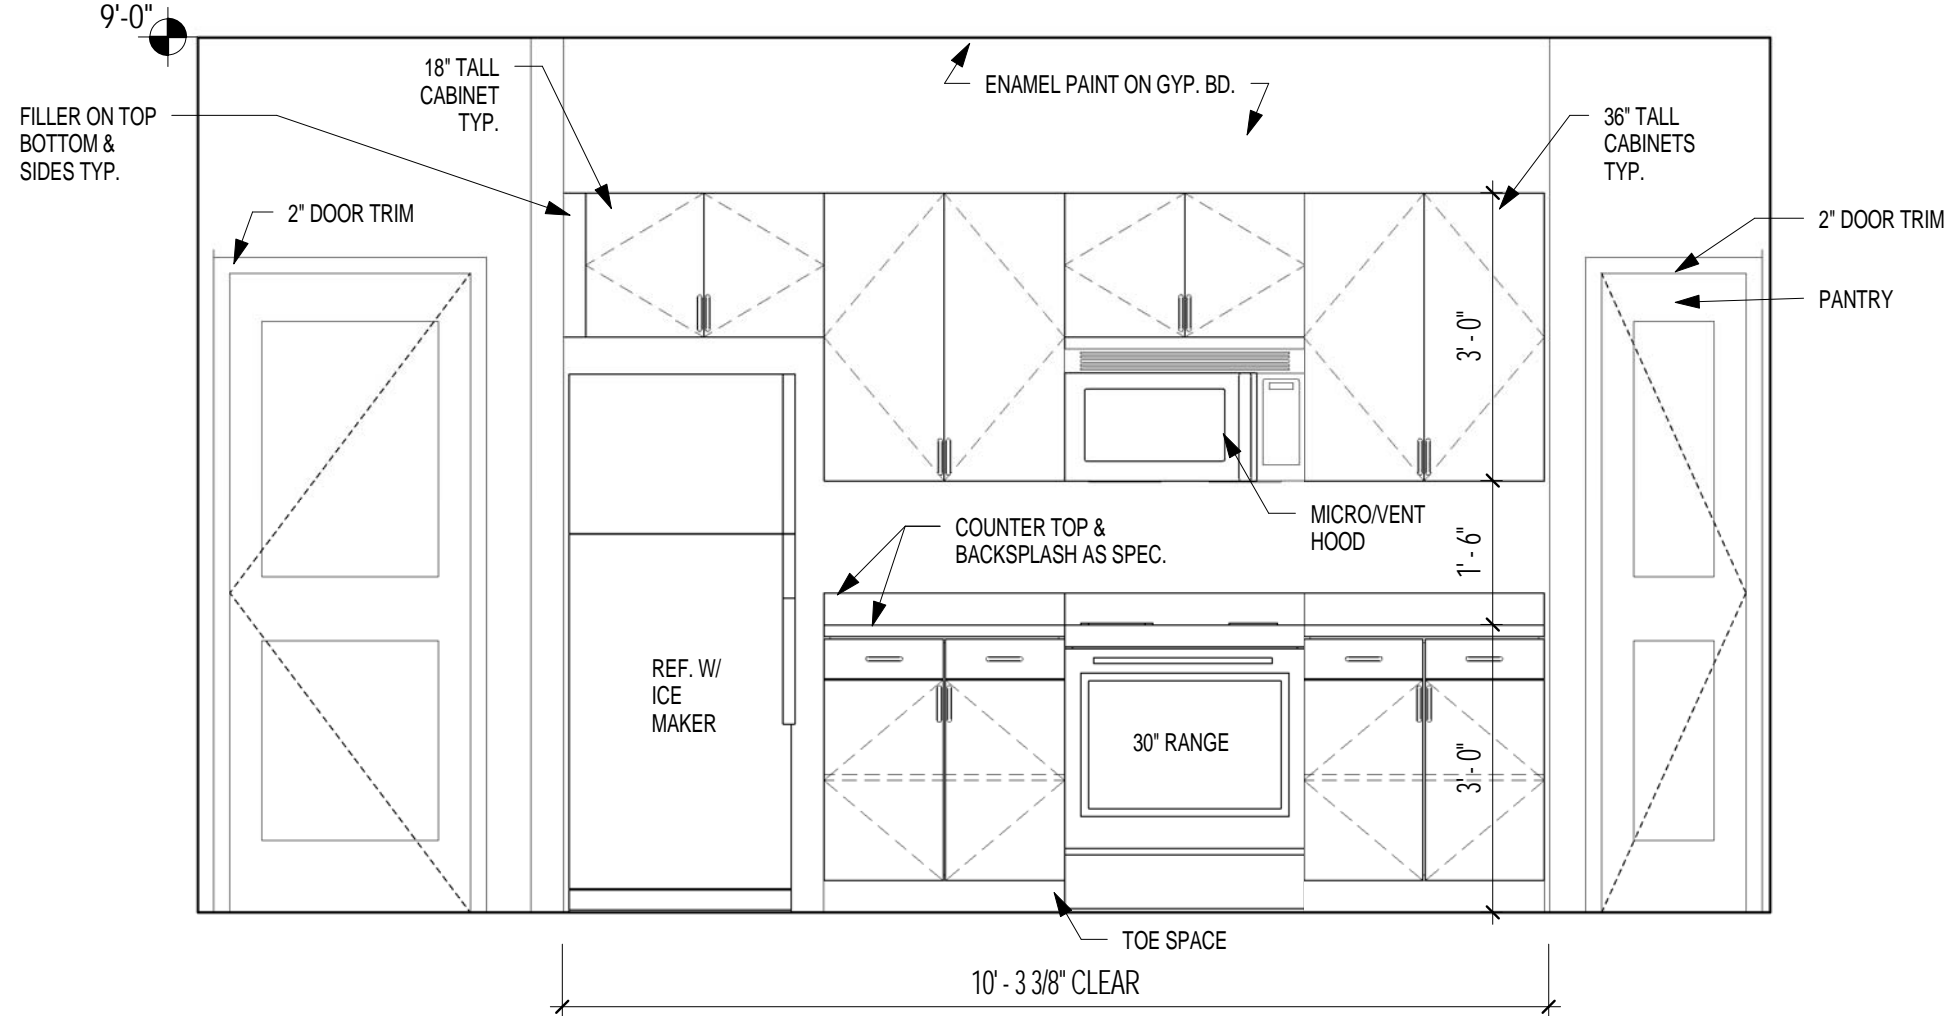 9'-0"
18" TALL
CABINET
TYP.
ENAMEL PAINT ON GYP. BD.
FILLER ON TOP
BOTTOM &
SIDES TYP.
36" TALL
CABINETS
TYP.
2" DOOR TRIM
2" DOOR TRIM
PANTRY
3' - 0"
MICRO/VENT
HOOD
COUNTER TOP &
BACKSPLASH AS SPEC.
1' - 6"
REF. W/
ICE
MAKER
30" RANGE
3' - 0"
TOE SPACE
10' - 3 3/8" CLEAR